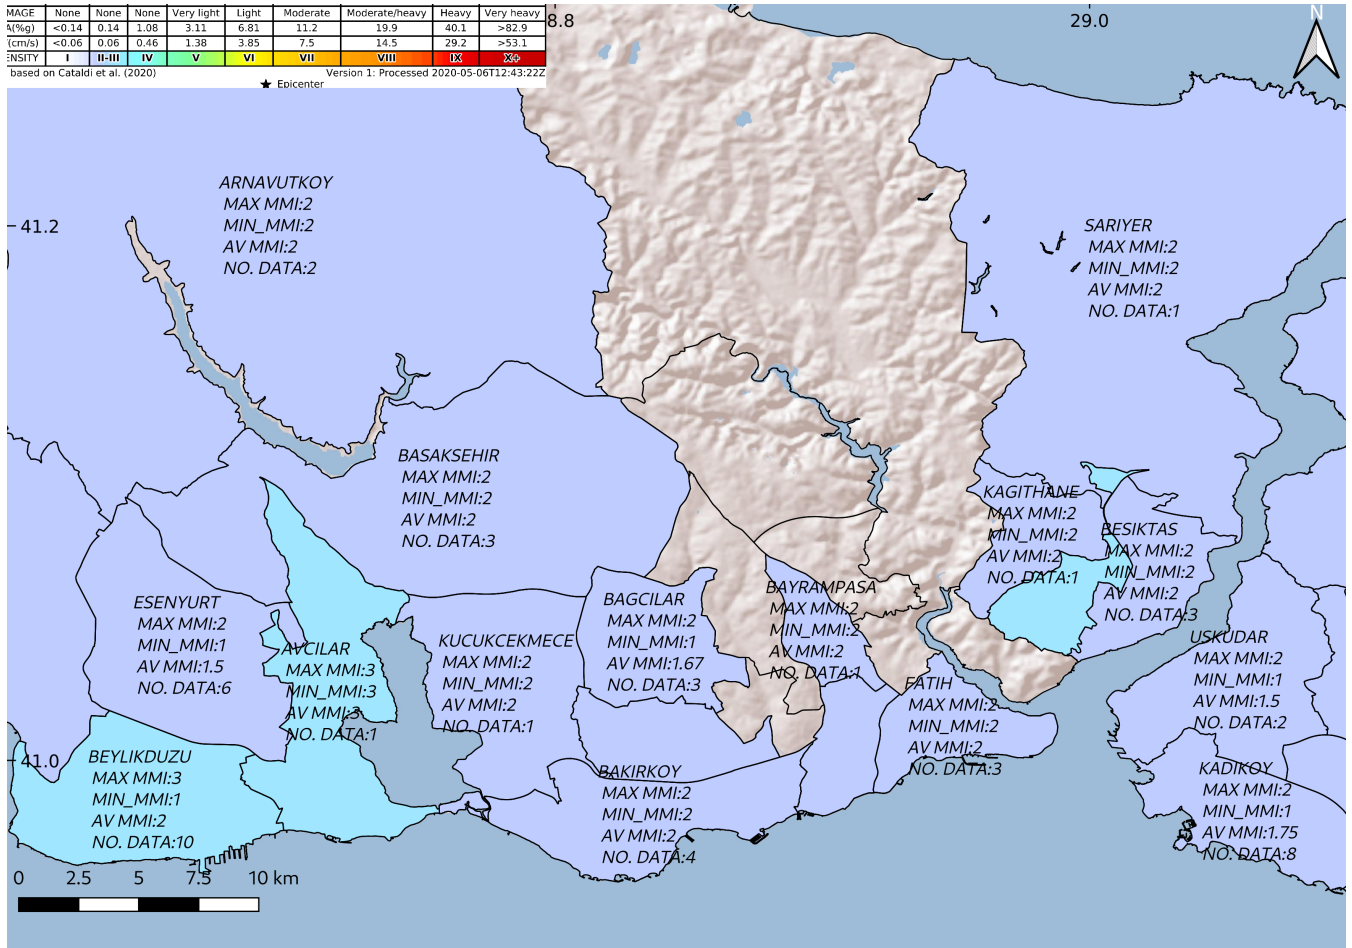 MAGE None None None Very light Light Moderate Moderate/heavy Heavy Very heavy
(%g) <0.14 0.14 1.08 3.11 6.81 11.2 19.9 40.1 >82.9
(cm/s) <0.06 0.06 0.46 1.38 3.85 7.5 14.5 29.2 >53.1
ENSITY I II-III IV V VI VII VIII IX X+
based on Cataldi et al. (2020) Version 1: Processed 2020-05-06T12:43:22Z
★ Epicenter
8.8
29.0
N
41.2
41.0
ARNAVUTKOY
MAX MMI:2
MIN_MMI:2
AV MMI:2
NO. DATA:2
SARIYER
MAX MMI:2
MIN_MMI:2
AV MMI:2
NO. DATA:1
BASAKSEHIR
MAX MMI:2
MIN_MMI:2
AV MMI:2
NO. DATA:3
KAGITHANE
MAX MMI:2
MIN_MMI:2
AV MMI:2
NO. DATA:1
BESIKTAS
MAX MMI:2
MIN_MMI:2
AV MMI:2
NO. DATA:3
ESENYURT
MAX MMI:2
MIN_MMI:1
AV MMI:1.5
NO. DATA:6
AVCILAR
MAX MMI:3
MIN_MMI:3
AV MMI:3
NO. DATA:1
KUCUKCEKMECE
MAX MMI:2
MIN_MMI:2
AV MMI:2
NO. DATA:1
BAGCILAR
MAX MMI:2
MIN_MMI:1
AV MMI:1.67
NO. DATA:3
BAYRAMPASA
MAX MMI:2
MIN_MMI:2
AV MMI:2
NO. DATA:1
FATIH
MAX MMI:2
MIN_MMI:2
AV MMI:2
NO. DATA:3
USKUDAR
MAX MMI:2
MIN_MMI:1
AV MMI:1.5
NO. DATA:2
BEYLIKDUZU
MAX MMI:3
MIN_MMI:1
AV MMI:2
NO. DATA:10
BAKIRKOY
MAX MMI:2
MIN_MMI:2
AV MMI:2
NO. DATA:4
KADIKOY
MAX MMI:2
MIN_MMI:1
AV MMI:1.75
NO. DATA:8
0 2.5 5 7.5 10 km